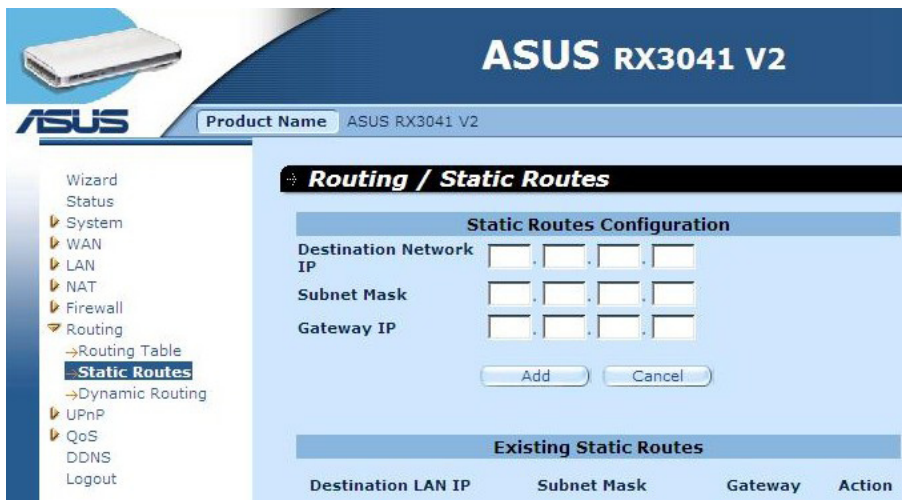 ASUS RX3041 V2
ASUS
Product Name ASUS RX3041 V2
Wizard
Status
System
WAN
LAN
NAT
Firewall
Routing
→Routing Table
→Static Routes
→Dynamic Routing
UPnP
QoS
DDNS
Logout
Routing / Static Routes
Static Routes Configuration
Destination Network
IP
. . .
Subnet Mask
. . .
Gateway IP
. . .
Add Cancel
Existing Static Routes
Destination LAN IP Subnet Mask Gateway Action